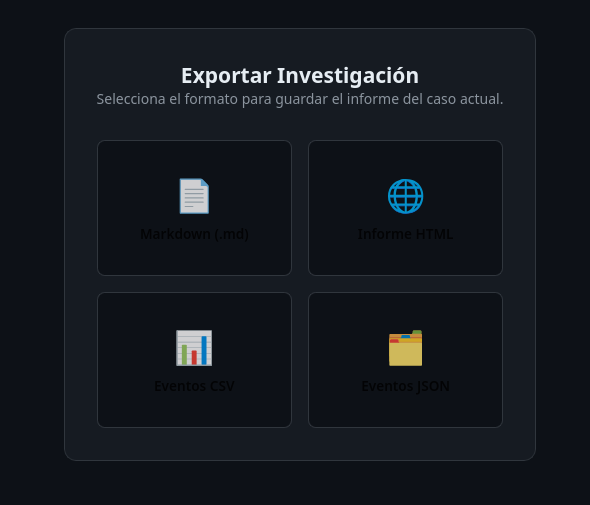 Exportar Investigación
Selecciona el formato para guardar el informe del caso actual.
Markdown (.md)
Informe HTML
Eventos CSV
Eventos JSON